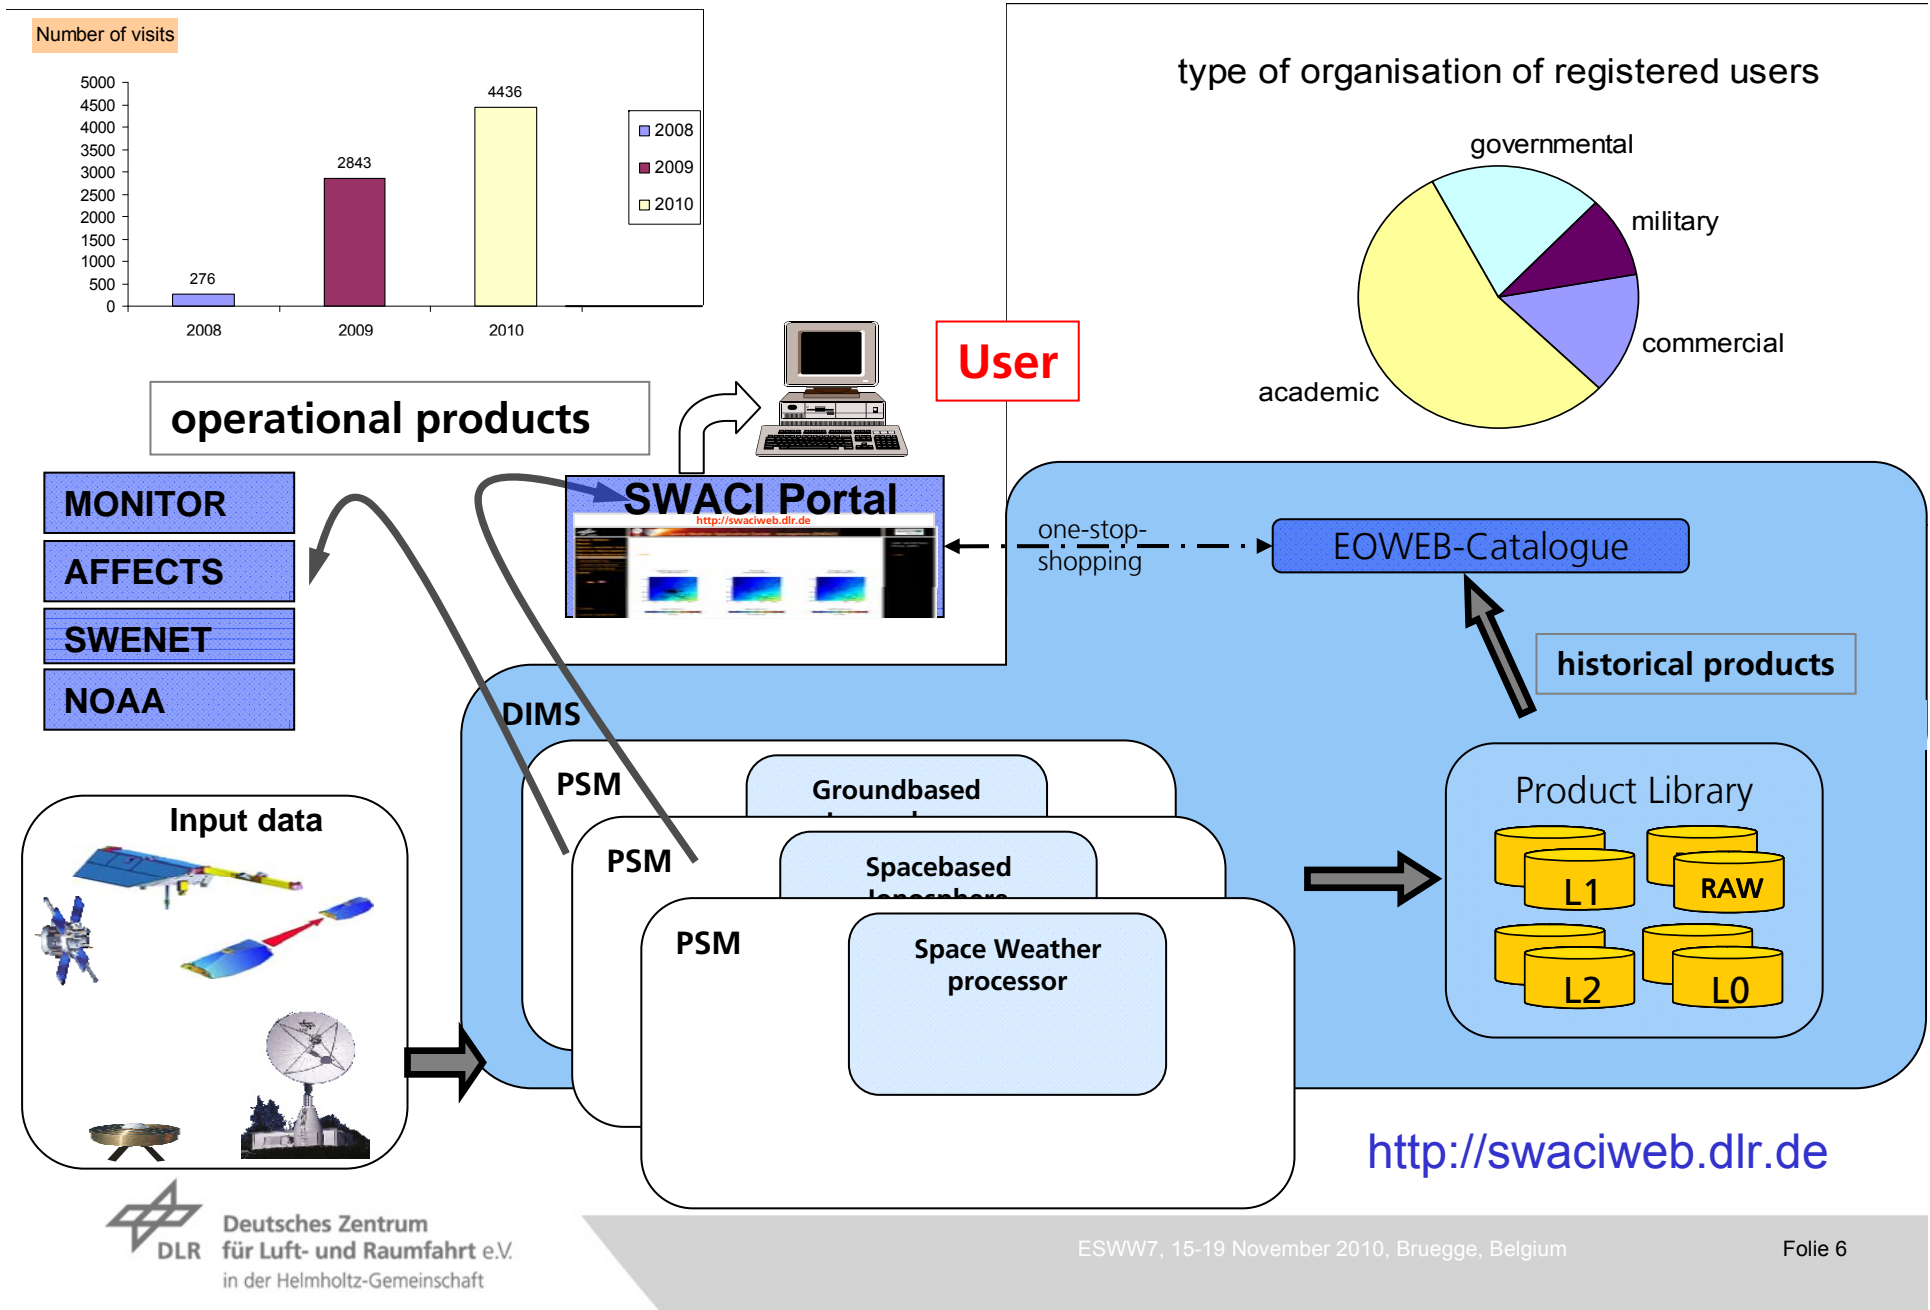 Number of visits
5000
4500
4000
3500
3000
2500
2000
1500
1000
500
0
276
2843
4436
2008
2009
2010
2008
2009
2010
type of organisation of registered users
governmental
military
commercial
academic
User
operational products
MONITOR
AFFECTS
SWENET
NOAA
SWACI Portal
http://swaciweb.dlr.de
one-stop-
shopping
EOWEB-Catalogue
historical products
DIMS
PSM
Groundbased
PSM
Spacebased
Ionosphere
PSM
Space Weather
processor
Input data
Product Library
L1
RAW
L2
L0
http://swaciweb.dlr.de
DLR
Deutsches Zentrum
für Luft- und Raumfahrt e.V.
in der Helmholtz-Gemeinschaft
ESWW7, 15-19 November 2010, Bruegge, Belgium
Folie 6